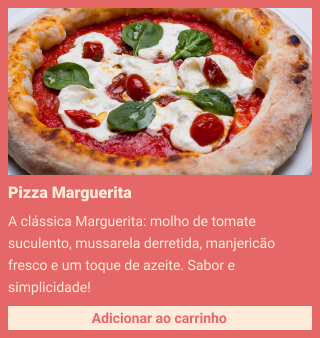 Pizza Marguerita
A clássica Marguerita: molho de tomate
suculento, mussarela derretida, manjericão
fresco e um toque de azeite. Sabor e
simplicidade!
Adicionar ao carrinho